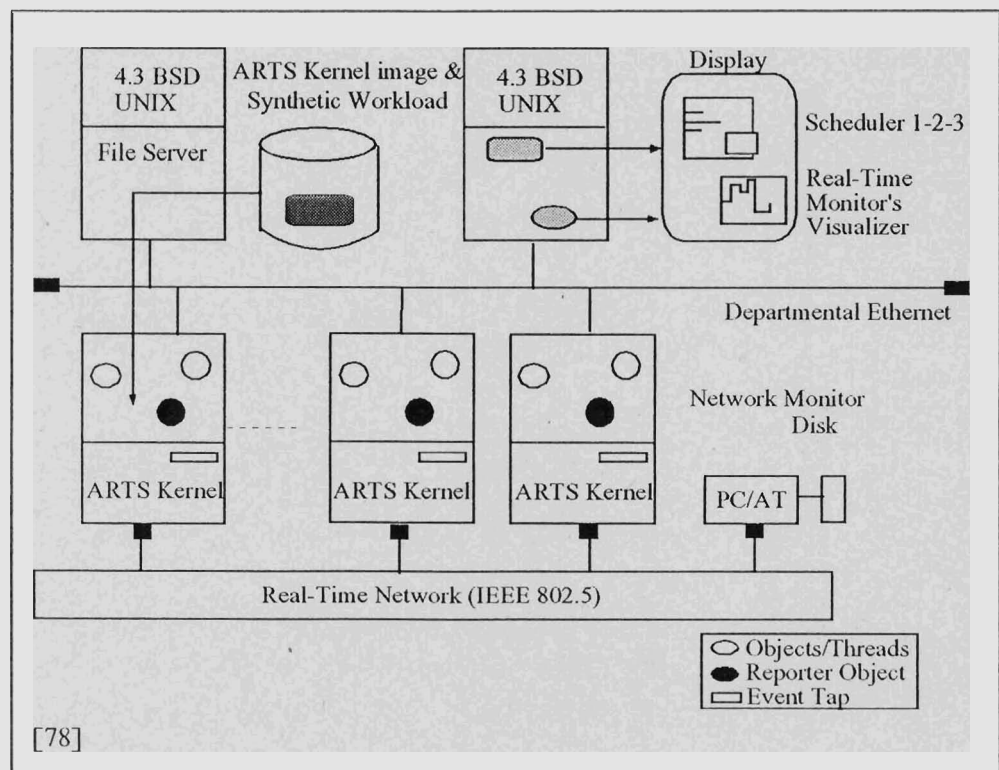 4.3 BSD
UNIX
File Server
ARTS Kernel image &
Synthetic Workload
4.3 BSD
UNIX
Display
Scheduler 1-2-3
Real-Time
Monitor's
Visualizer
Departmental Ethernet
Network Monitor
Disk
ARTS Kernel
ARTS Kernel
ARTS Kernel
PC/AT
Real-Time Network (IEEE 802.5)
Objects/Threads
Reporter Object
Event Tap
[78]